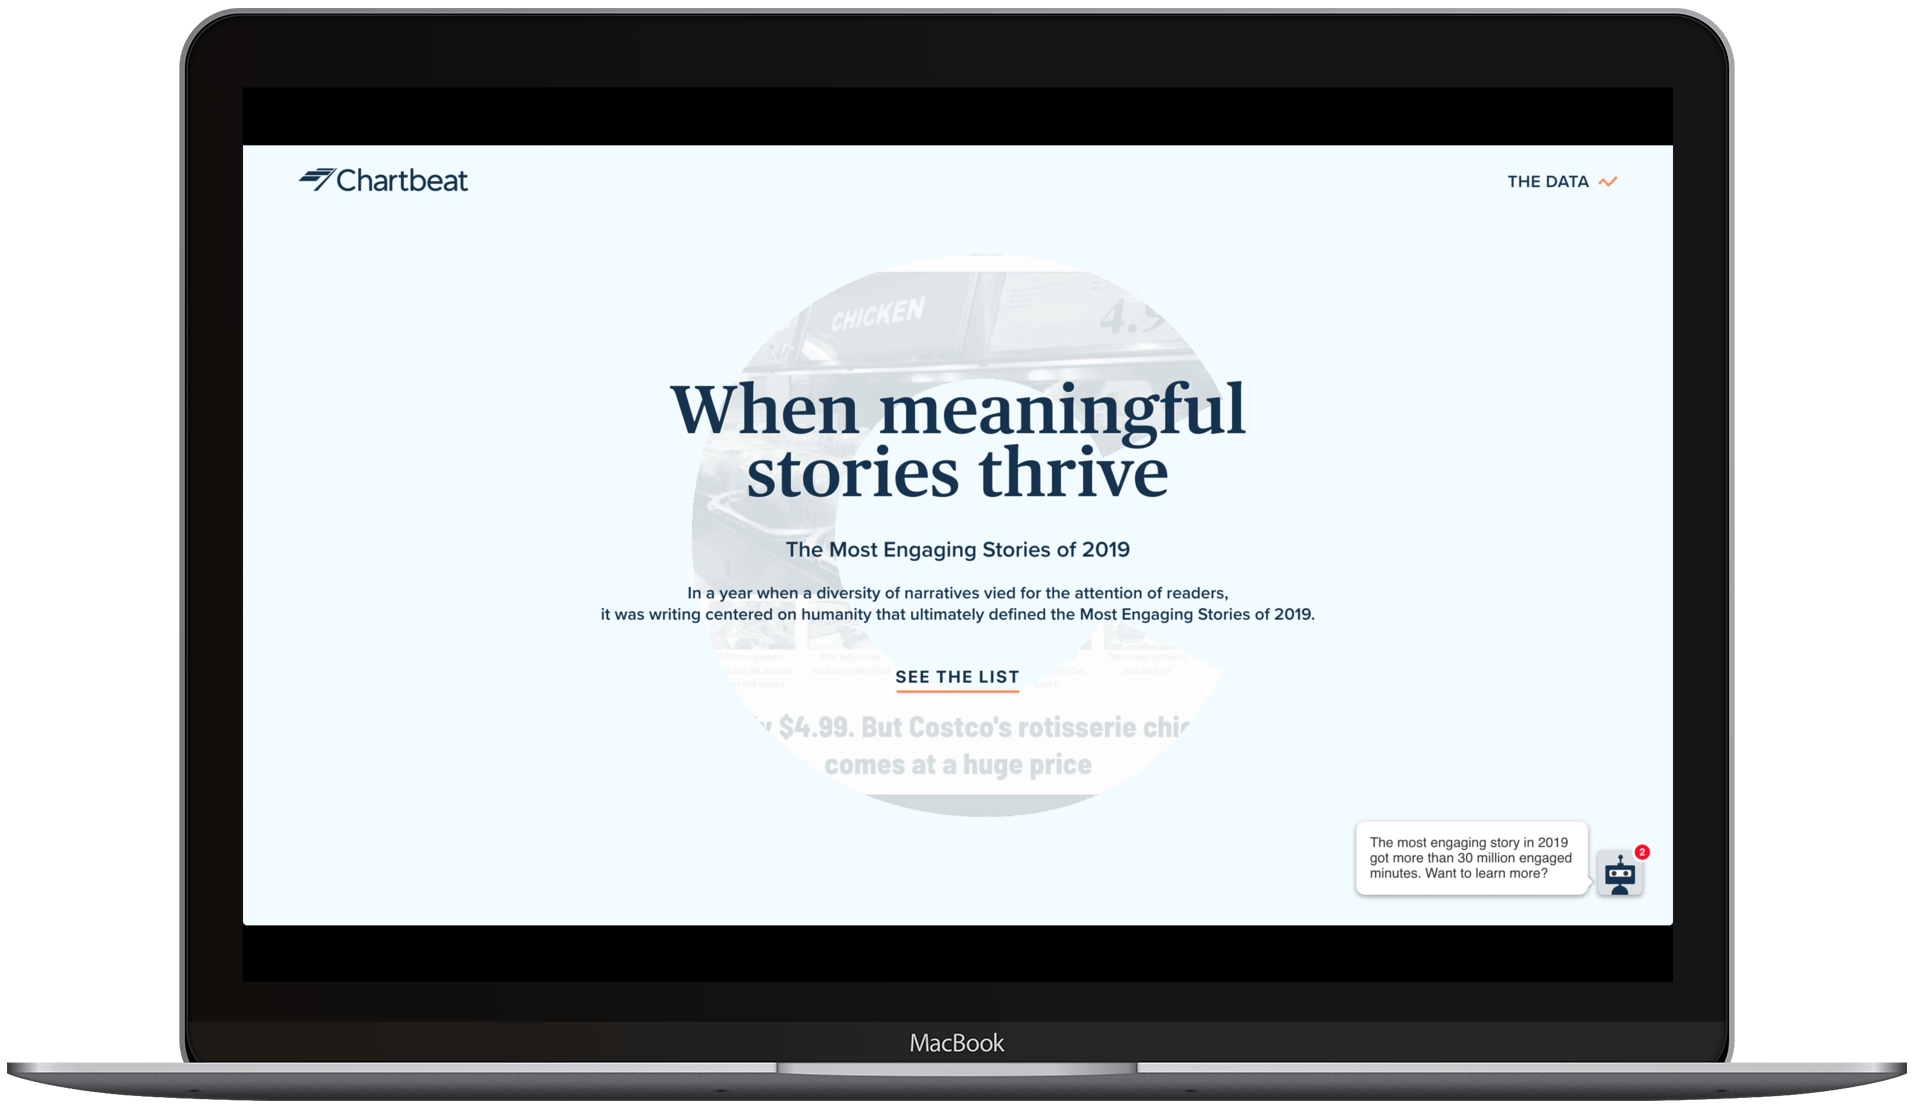 Chartbeat
THE DATA
CHICKEN
4.9
When meaningful
stories thrive
The Most Engaging Stories of 2019
In a year when a diversity of narratives vied for the attention of readers,
it was writing centered on humanity that ultimately defined the Most Engaging Stories of 2019.
SEE THE LIST
$4.99. But Costco's rotisserie
comes at a huge price
The most engaging story in 2019
got more than 30 million engaged
minutes. Want to learn more?
2
MacBook